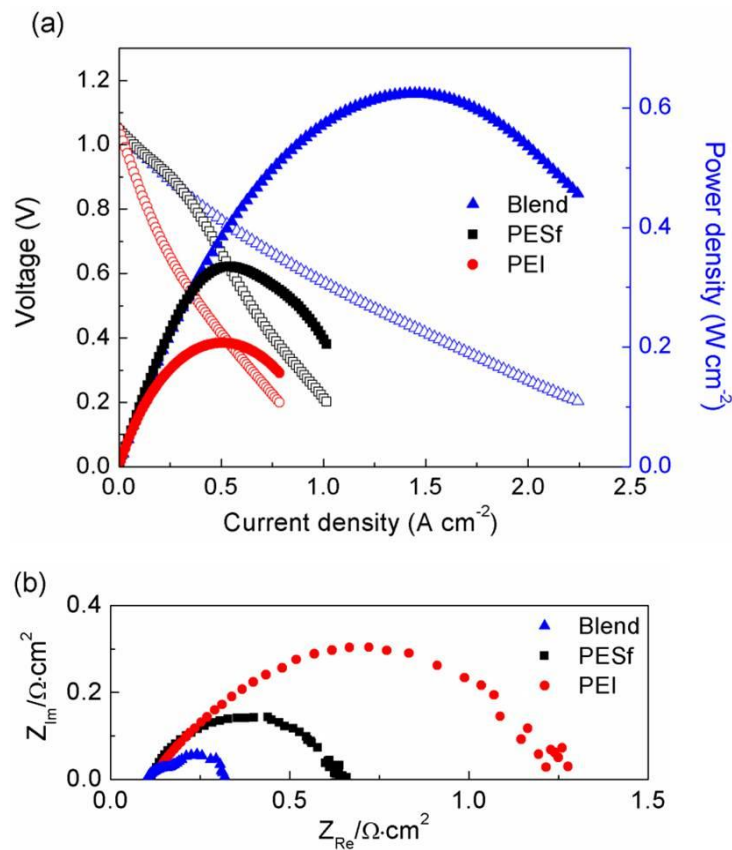 (a)
1.2
1.0
0.8
0.6
0.4
0.2
0.0
Voltage (V)
0.6
0.4
0.2
0.0
Power density (W cm-2)
Blend
PESf
PEI
0.0 0.5 1.0 1.5 2.0 2.5
Current density (A cm-2)
(b)
0.4
0.2
0.0
ZIm/Ω·cm2
Blend
PESf
PEI
0.0 0.5 1.0 1.5
ZRe/Ω·cm2